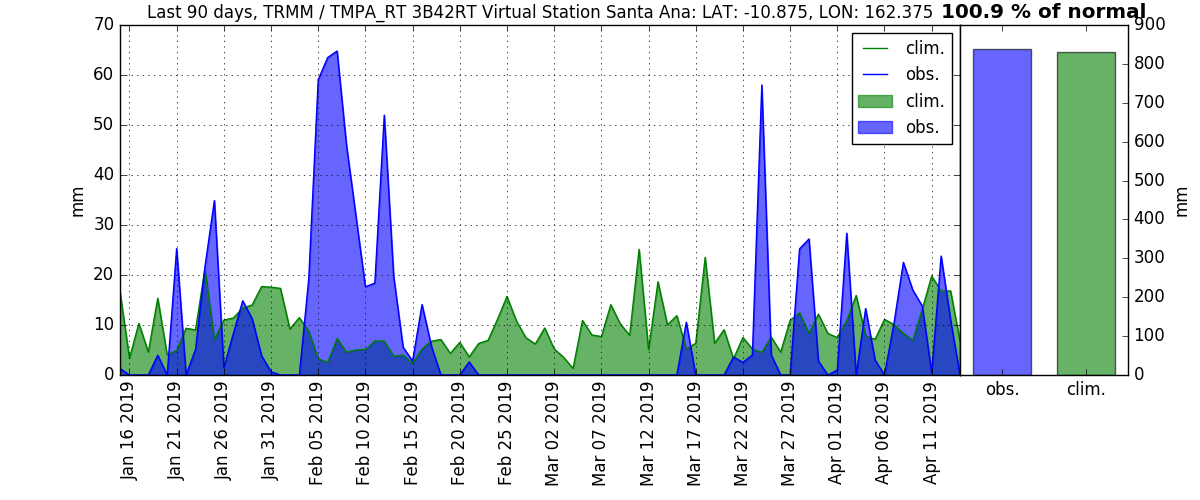 Last 90 days, TRMM / TMPA_RT 3B42RT Virtual Station Santa Ana: LAT: -10.875, LON: 162.375 100.9 % of normal
70
60
50
40
30
20
10
0
mm
clim.
obs.
clim.
obs.
900
800
700
600
500
400
300
200
100
0
mm
obs.
clim.
Jan 16 2019
Jan 21 2019
Jan 26 2019
Jan 31 2019
Feb 05 2019
Feb 10 2019
Feb 15 2019
Feb 20 2019
Feb 25 2019
Mar 02 2019
Mar 07 2019
Mar 12 2019
Mar 17 2019
Mar 22 2019
Mar 27 2019
Apr 01 2019
Apr 06 2019
Apr 11 2019